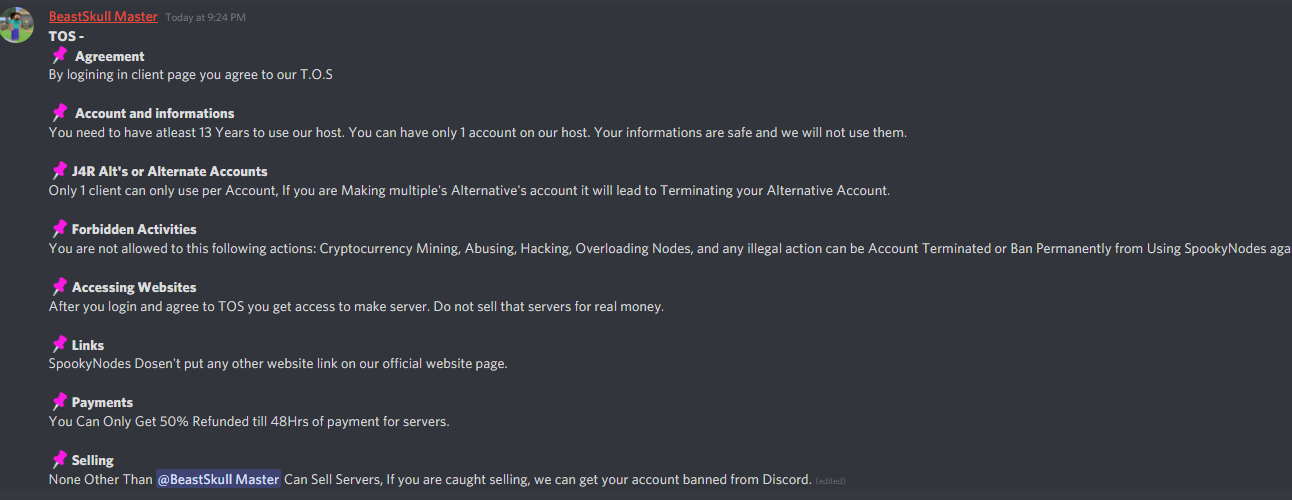 BeastSkull Master Today at 9:24 PM
TOS -
Agreement
By logining in client page you agree to our T.O.S
Account and informations
You need to have atleast 13 Years to use our host. You can have only 1 account on our host. Your informations are safe and we will not use them.
J4R Alt's or Alternate Accounts
Only 1 client can only use per Account, If you are Making multiple's Alternative's account it will lead to Terminating your Alternative Account.
Forbidden Activities
You are not allowed to this following actions: Cryptocurrency Mining, Abusing, Hacking, Overloading Nodes, and any illegal action can be Account Terminated or Ban Permanently from Using SpookyNodes aga
Accessing Websites
After you login and agree to TOS you get access to make server. Do not sell that servers for real money.
Links
SpookyNodes Dosen't put any other website link on our official website page.
Payments
You Can Only Get 50% Refunded till 48Hrs of payment for servers.
Selling
None Other Than @BeastSkull Master Can Sell Servers, If you are caught selling, we can get your account banned from Discord. (edited)